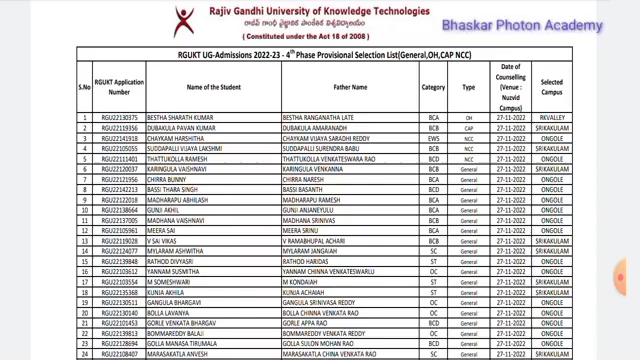 Rajiv Gandhi University of Knowledge Technologies
Bhaskar Photon Academy
( Constituted under the Act 18 of 2008 )
RGUKT UG-Admissions 2022-23 - 4th Phase Provisional Selection List(General,OH,CAP NCC)
S.No RGUKT Application Number Name of the Student Father Name Category Type Date of Counselling (Venue : Nuzvid Campus) Selected Campus
1 RGU22130375 BESTHA SHARATH KUMAR BESTHA RANGANATHA LATE BCA OH 27-11-2022 RKVALLEY
2 RGU22119356 DUBAKULA PAVAN KUMAR DUBAKULA AMARANADH BCB CAP 27-11-2022 SRIKAKULAM
3 RGU22141918 CHAYKAM HARSHITHA CHAYKAM VIJAYA SARADHI REDDY EWS NCC 27-11-2022 ONGOLE
4 RGU22105055 SUDDAPALLI VIJAYA LAKSHMI SUDDAPALLI SURENDRA BABU BCB NCC 27-11-2022 SRIKAKULAM
5 RGU22111401 THATTUKOLLA RAMESH THATTUKOLLA VENKATESWARA RAO BCD NCC 27-11-2022 ONGOLE
6 RGU22120037 KARINGULA VAISHNAVI KARINGULA VENKANNA BCB General 27-11-2022 SRIKAKULAM
7 RGU22121906 CHIRRA BUNNY CHIRRA NARESH BCA General 27-11-2022 ONGOLE
8 RGU22142213 BASSI THARA SINGH BASSI BASANTH BCD General 27-11-2022 ONGOLE
9 RGU22122018 MADHARAPU ABHILASH MADHARAPU RAMESH BCA General 27-11-2022 ONGOLE
10 RGU22138664 GUNJI AKHIL GUNJI ANJANEYULU BCA General 27-11-2022 ONGOLE
11 RGU22137005 MADHANA VAISHNAVI MADHANA SRINIVAS BCB General 27-11-2022 ONGOLE
12 RGU22105961 MEERA SAI MEERA SRINU BCA General 27-11-2022 ONGOLE
13 RGU22119028 V SAI VIKAS V RAMABHUPAL ACHARI BCB General 27-11-2022 SRIKAKULAM
14 RGU22124077 MYLARAM ASHWITHA MYLARAM JANGAIAH SC General 27-11-2022 SRIKAKULAM
15 RGU22139848 RATHOD DIVYASRI RATHOD HARIDAS ST General 27-11-2022 ONGOLE
16 RGU22103612 YANNAM SUSMITHA YANNAM CHINNA VENKATESWARLU OC General 27-11-2022 ONGOLE
17 RGU22103554 M SOMESHWARI M KONDAIAH ST General 27-11-2022 SRIKAKULAM
18 RGU22135368 KUNJA AKHILA KUNJA ACHAIAH ST General 27-11-2022 SRIKAKULAM
19 RGU22130511 GANGULA BHARGAVI GANGULA SRINIVASA REDDY OC General 27-11-2022 ONGOLE
20 RGU22130140 BOLLA LAVANYA BOLLA CHINNA VENKATA RAO OC General 27-11-2022 ONGOLE
21 RGU22101453 GORLE VENKATA BHARGAV GORLE APPA RAO BCD General 27-11-2022 ONGOLE
22 RGU22139813 BOMMAREDDY BALAJI BOMMAREDDY VENKATA REDDY OC General 27-11-2022 ONGOLE
23 RGU22128694 GOLLA MANASA TIRUMALA GOLLA SULON MOHAN RAO BCD General 27-11-2022 ONGOLE
24 RGU22108407 MARASAKATLA ANVESH MARASAKATLA CHINA VENKATA RAO SC General 27-11-2022 SRIKAKULAM